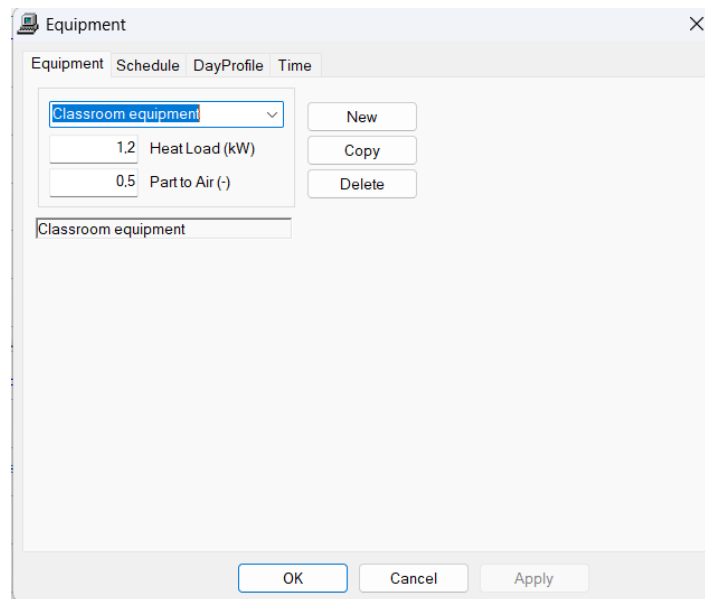 Equipment
Equipment Schedule DayProfile Time
Classroom equipment New
1,2 Heat Load (kW) Copy
0,5 Part to Air (-) Delete
Classroom equipment
OK Cancel Apply